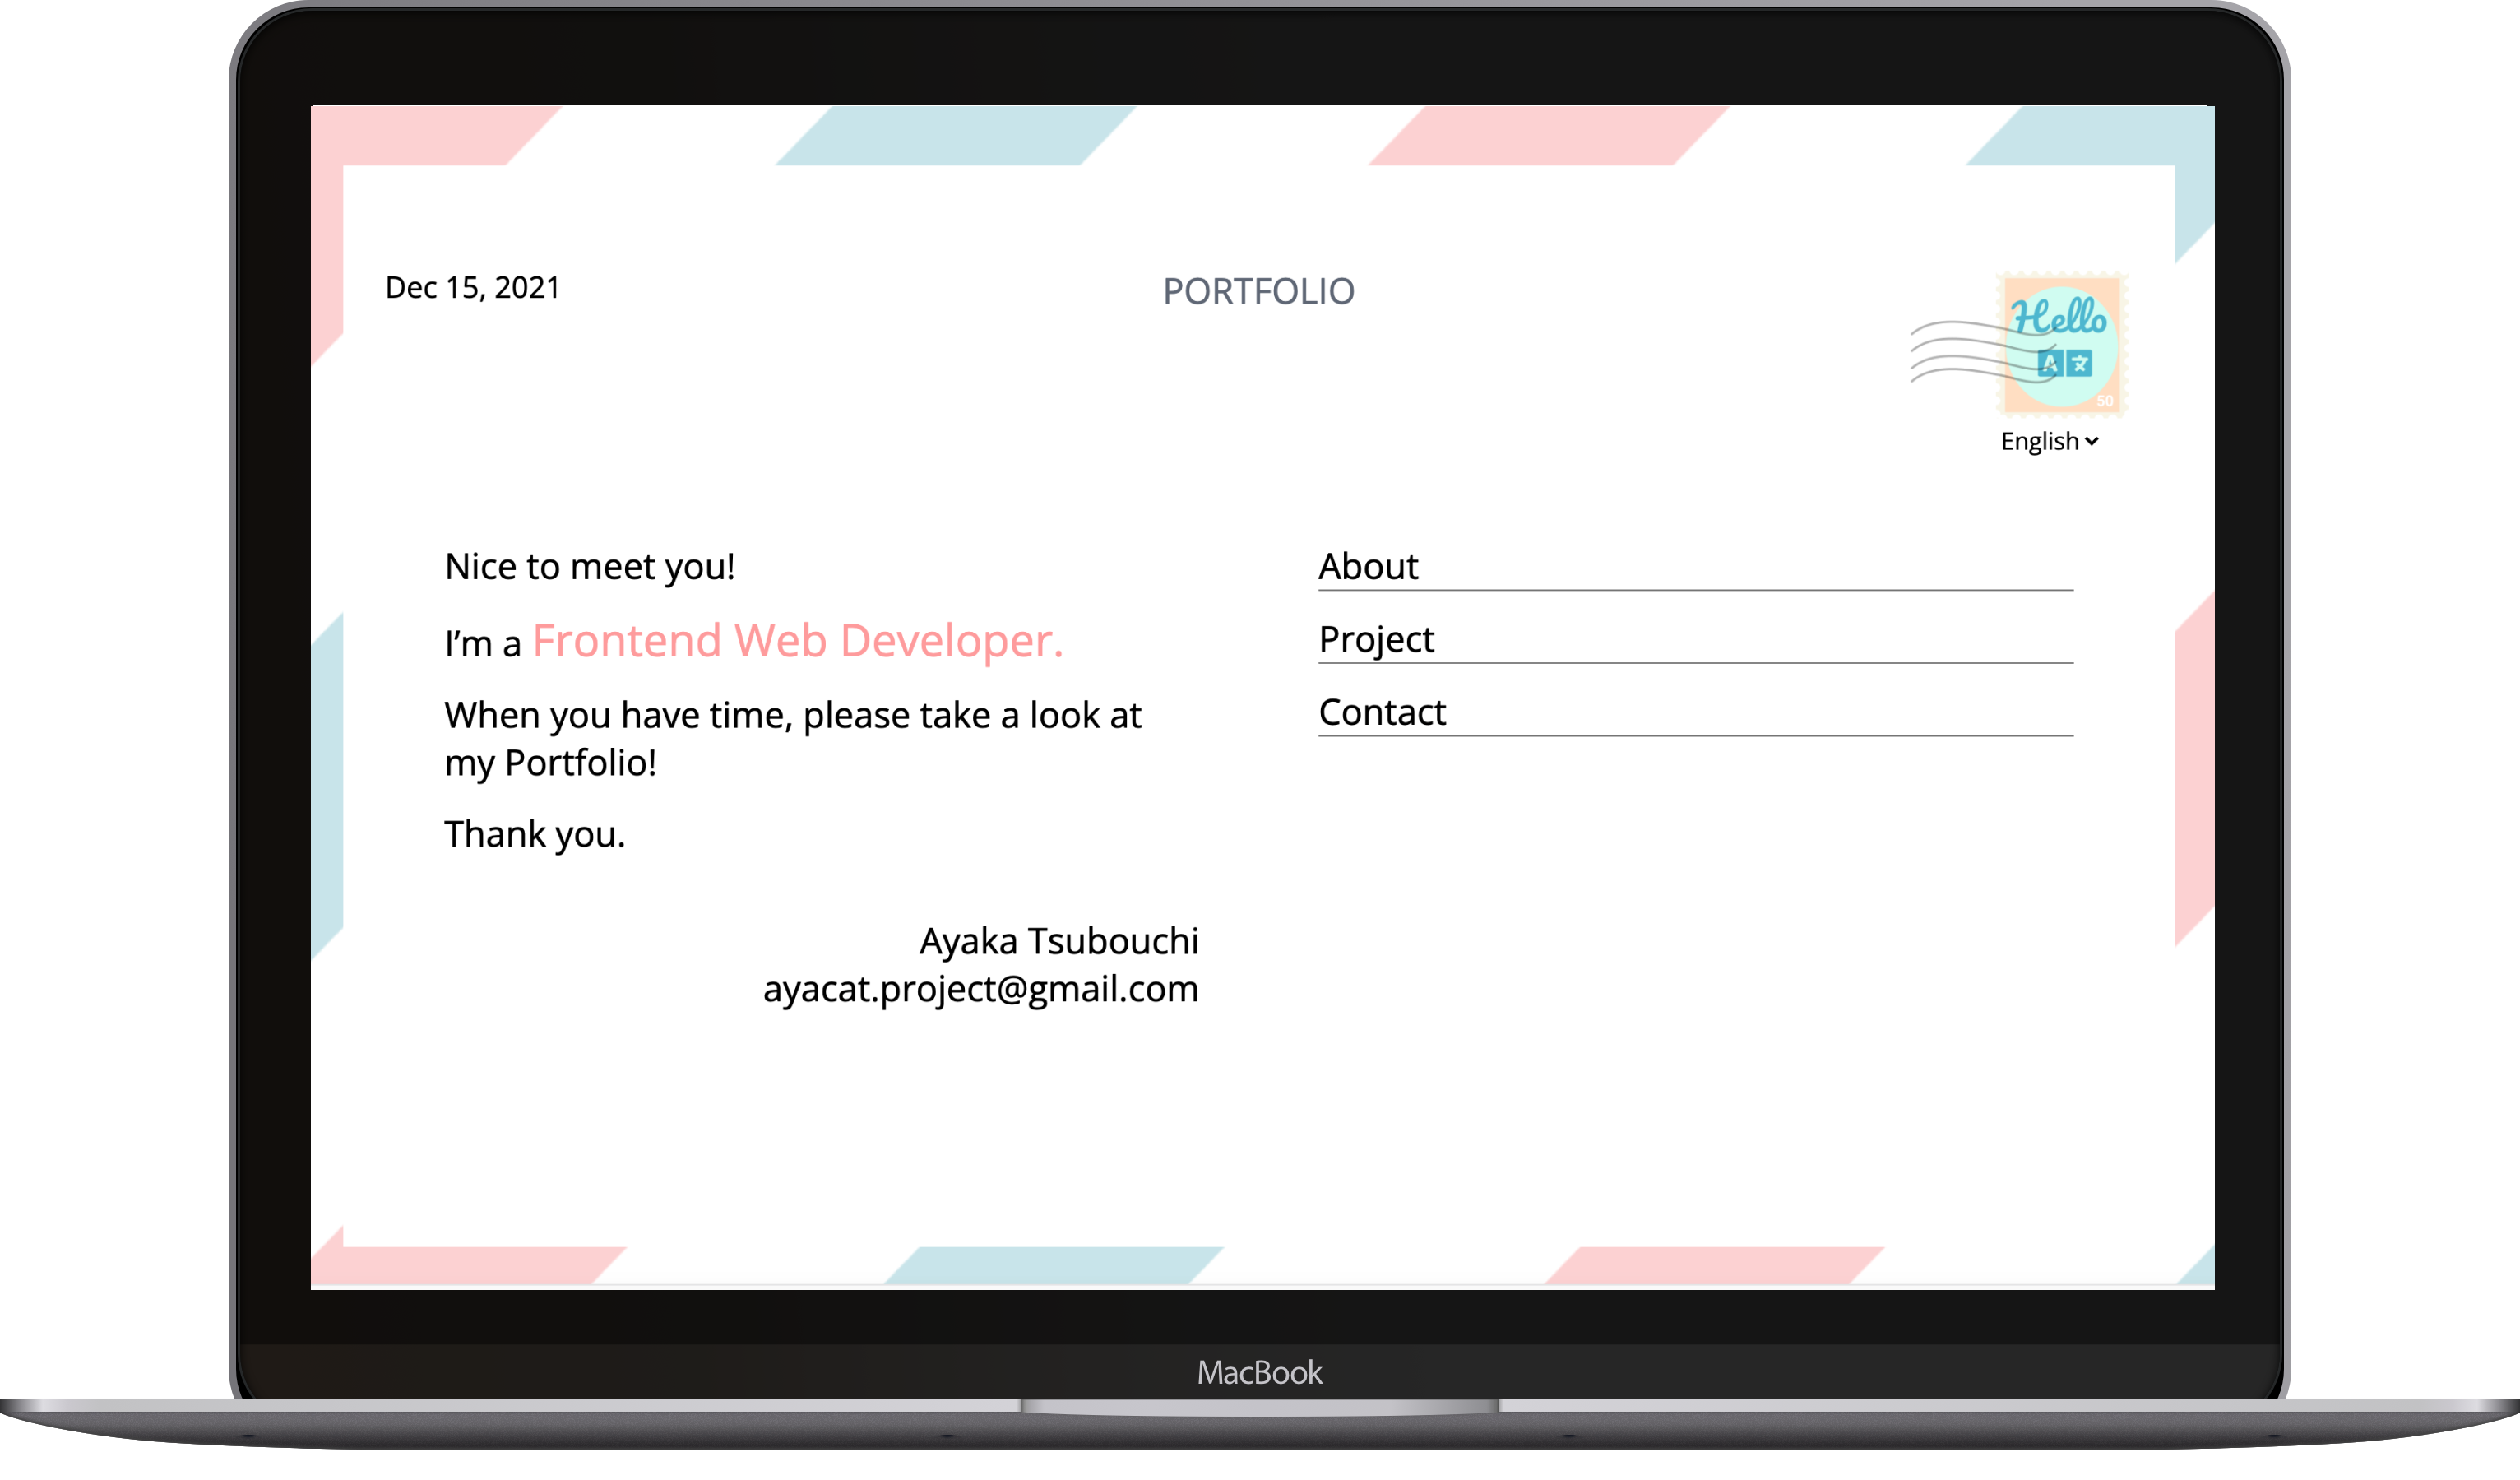 Dec 15, 2021
PORTFOLIO
Hello
A 文
50
English
Nice to meet you!
I’m a Frontend Web Developer.
When you have time, please take a look at
my Portfolio!
Thank you.
Ayaka Tsubouchi
ayacat.project@gmail.com
About
Project
Contact
MacBook